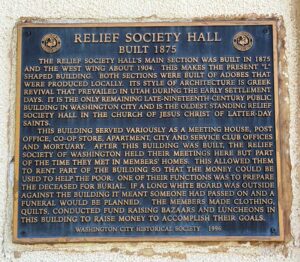 RELIEF SOCIETY HALL
BUILT 1875
THE RELIEF SOCIETY HALL'S MAIN SECTION WAS BUILT IN 1875
AND THE WEST WING ABOUT 1904. THIS MAKES THE PRESENT "L"
SHAPED BUILDING. BOTH SECTIONS WERE BUILT OF ADOBES THAT
WERE PRODUCED LOCALLY. ITS STYLE OF ARCHITECTURE IS GREEK
REVIVAL THAT PREVAILED IN UTAH DURING THE EARLY SETTLEMENT
DAYS. IT IS THE ONLY REMAINING LATE-NINETEENTH-CENTURY PUBLIC
BUILDING IN WASHINGTON CITY AND IS THE OLDEST STANDING RELIEF
SOCIETY HALL IN THE CHURCH OF JESUS CHRIST OF LATTER-DAY
SAINTS.
THIS BUILDING SERVED VARIOUSLY AS A MEETING HOUSE, POST
OFFICE, CO-OP STORE, APARTMENT, CITY AND SERVICE CLUB OFFICES
AND MORTUARY. AFTER THIS BUILDING WAS BUILT, THE RELIEF
SOCIETY OF WASHINGTON HELD THEIR MEETINGS HERE BUT PART
OF THE TIME THEY MET IN MEMBERS' HOMES. THIS ALLOWED THEM
TO RENT PART OF THE BUILDING SO THAT THE MONEY COULD BE
USED TO HELP THE POOR. ONE OF THEIR FUNCTIONS WAS TO PREPARE
THE DECEASED FOR BURIAL. IF A LONG WHITE BOARD WAS OUTSIDE
AGAINST THE BUILDING IT MEANT SOMEONE HAD PASSED ON AND A
FUNERAL WOULD BE PLANNED. THE MEMBERS MADE CLOTHING,
QUILTS, CONDUCTED FUND RAISING BAZAARS AND LUNCHEONS IN
THIS BUILDING TO RAISE MONEY TO ACCOMPLISH THEIR GOALS.
WASHINGTON CITY HISTORICAL SOCIETY 1996